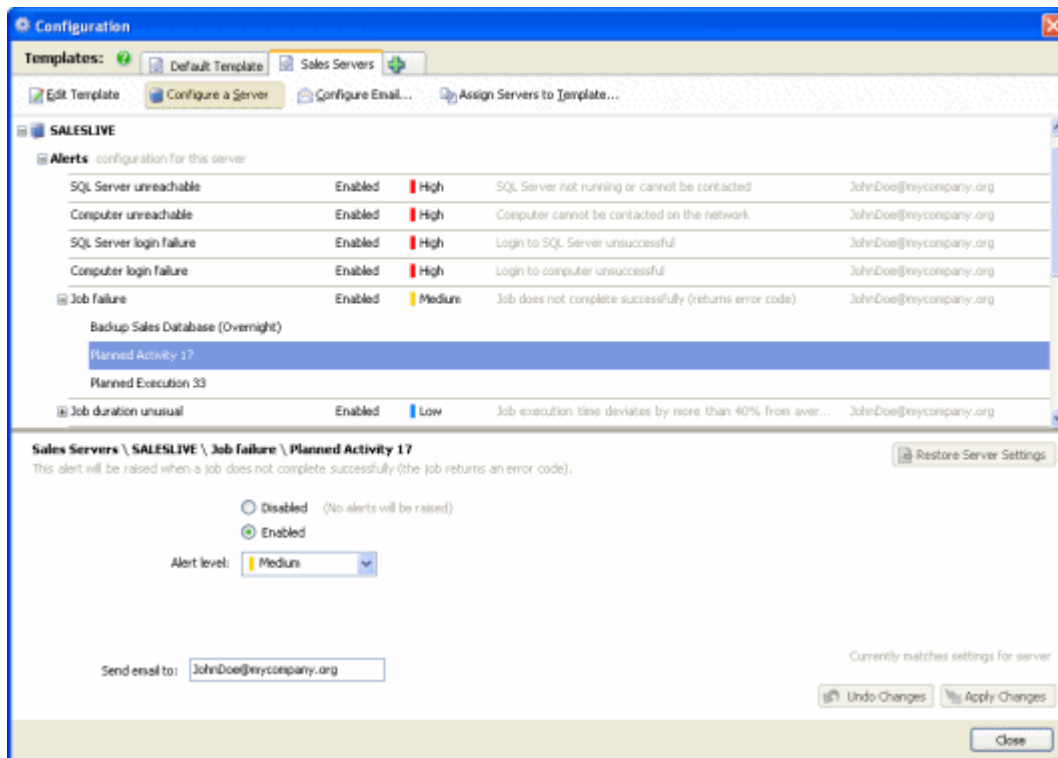 Configuration
Templates: ? Default Template Sales Servers
Edit Template Configure a Server Configure Email... Assign Servers to Template...
SALESLIVE
Alerts configuration for this server
SQL Server unreachable Enabled High SQL Server not running or cannot be contacted JohnDoe@mycompany.org
Computer unreachable Enabled High Computer cannot be contacted on the network JohnDoe@mycompany.org
SQL Server login failure Enabled High Login to SQL Server unsuccessful JohnDoe@mycompany.org
Computer login failure Enabled High Login to computer unsuccessful JohnDoe@mycompany.org
Job failure Enabled Medium Job does not complete successfully (returns error code) JohnDoe@mycompany.org
Backup Sales Database (Overnight)
Planned Activity 17
Planned Execution 33
Job duration unusual Enabled Low Job execution time deviates by more than 40% from aver... JohnDoe@mycompany.org
Sales Servers \ SALESLIVE \ Job failure \ Planned Activity 17
Restore Server Settings
This alert will be raised when a job does not complete successfully (the job returns an error code).
Disabled (No alerts will be raised)
Enabled
Alert level: Medium
Currently matches settings for server
Send email to: JohnDoe@mycompany.org
Undo Changes Apply Changes
Close